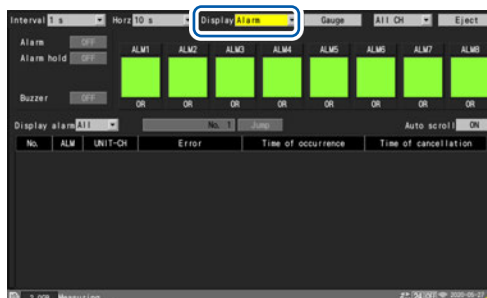 Interval 1 s Horz 10 s Display Alarm Gauge All CH Eject
Alarm OFF
Alarm hold OFF
ALM1 ALM2 ALM3 ALM4 ALM5 ALM6 ALM7 ALM8
Buzzer OFF
OR OR OR OR OR OR OR OR
Display alarm All No. 1 Jump Auto scroll ON
No. ALM UNIT-CH Error Time of occurrence Time of cancellation
Measuring